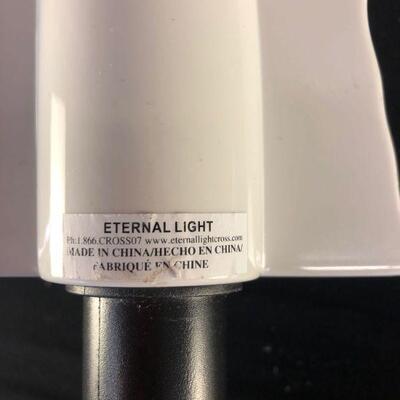 ETERNAL LIGHT
Ph:1.866.CROSS07 www.eternallightcross.com
MADE IN CHINA/HECHO EN CHINA/
FABRIQUÉ EN CHINE